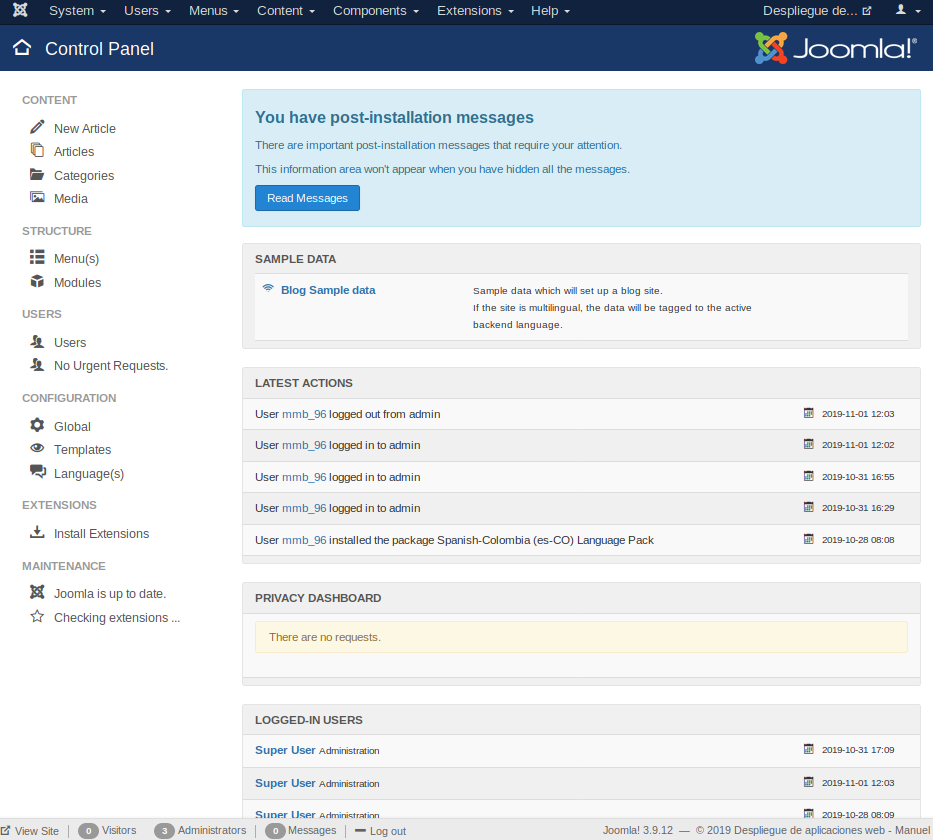 System Users Menus Content Components Extensions Help Despliegue de...
Control Panel Joomla!®
CONTENT
New Article
Articles
Categories
Media
STRUCTURE
Menu(s)
Modules
USERS
Users
No Urgent Requests.
CONFIGURATION
Global
Templates
Language(s)
EXTENSIONS
Install Extensions
MAINTENANCE
Joomla is up to date.
Checking extensions ...
You have post-installation messages
There are important post-installation messages that require your attention.
This information area won't appear when you have hidden all the messages.
Read Messages
SAMPLE DATA
Blog Sample data
Sample data which will set up a blog site.
If the site is multilingual, the data will be tagged to the active
backend language.
LATEST ACTIONS
User mmb_96 logged out from admin 2019-11-01 12:03
User mmb_96 logged in to admin 2019-11-01 12:02
User mmb_96 logged in to admin 2019-10-31 16:55
User mmb_96 logged in to admin 2019-10-31 16:29
User mmb_96 installed the package Spanish-Colombia (es-CO) Language Pack 2019-10-28 08:08
PRIVACY DASHBOARD
There are no requests.
LOGGED-IN USERS
Super User Administration 2019-10-31 17:09
Super User Administration 2019-11-01 12:03
Super User Administration 2019-10-28 08:09
View Site 0 Visitors 3 Administrators 0 Messages Log out Joomla! 3.9.12 — © 2019 Despliegue de aplicaciones web - Manuel